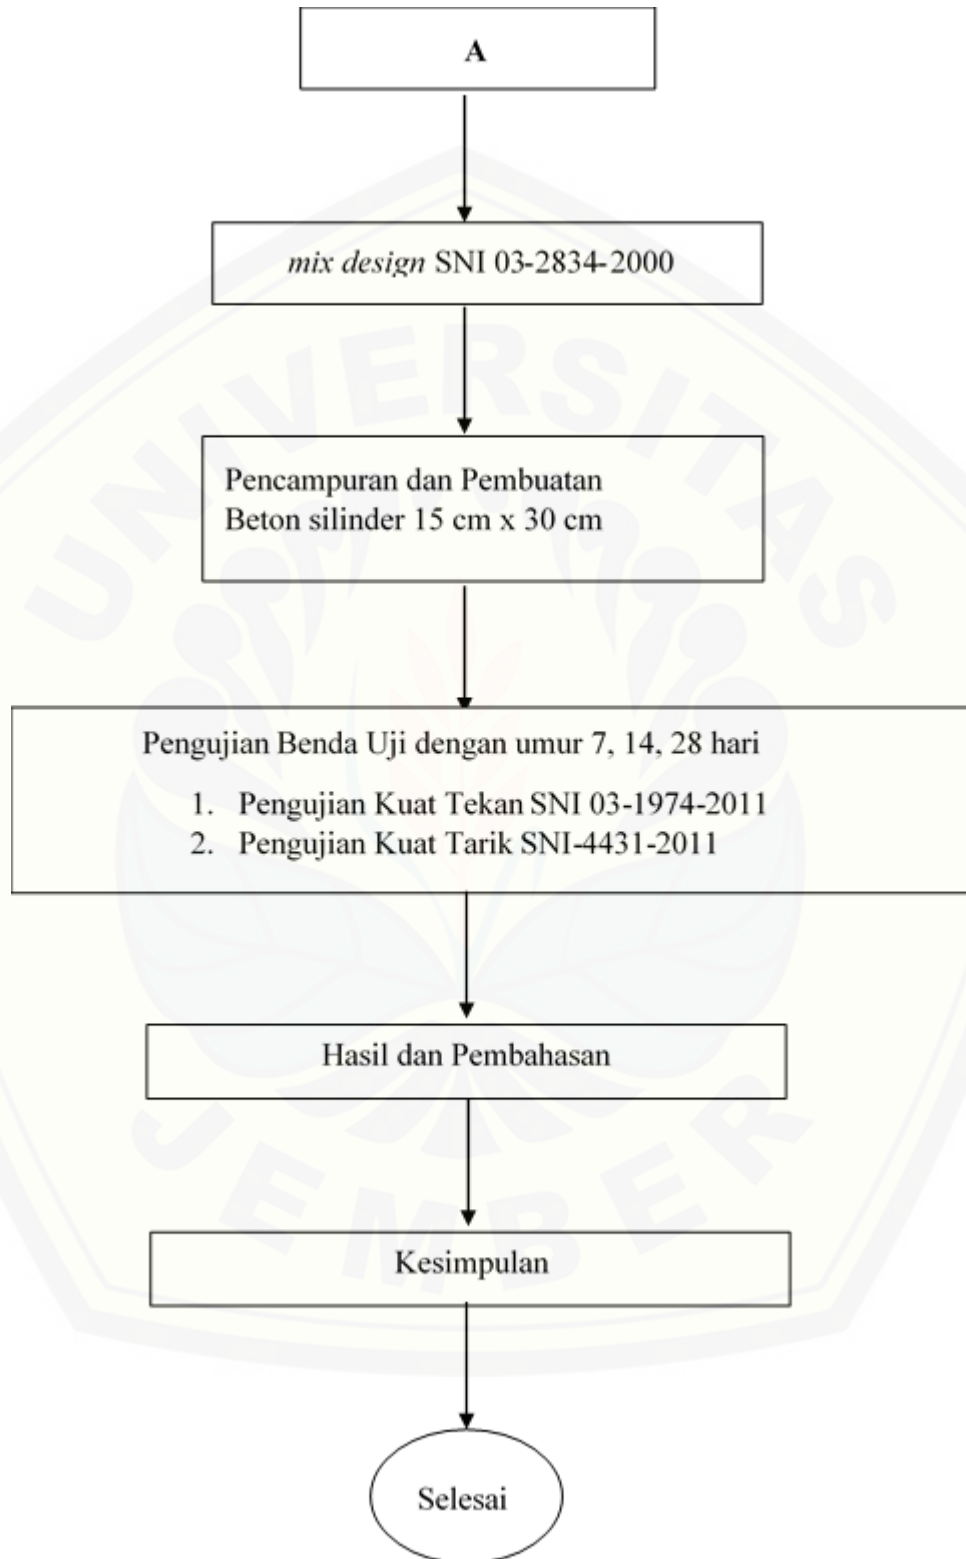 A
mix design SNI 03-2834-2000
Pencampuran dan Pembuatan
Beton silinder 15 cm x 30 cm
Pengujian Benda Uji dengan umur 7, 14, 28 hari
1. Pengujian Kuat Tekan SNI 03-1974-2011
2. Pengujian Kuat Tarik SNI-4431-2011
Hasil dan Pembahasan
Kesimpulan
Selesai
UNIVERSITAS
JEMBER